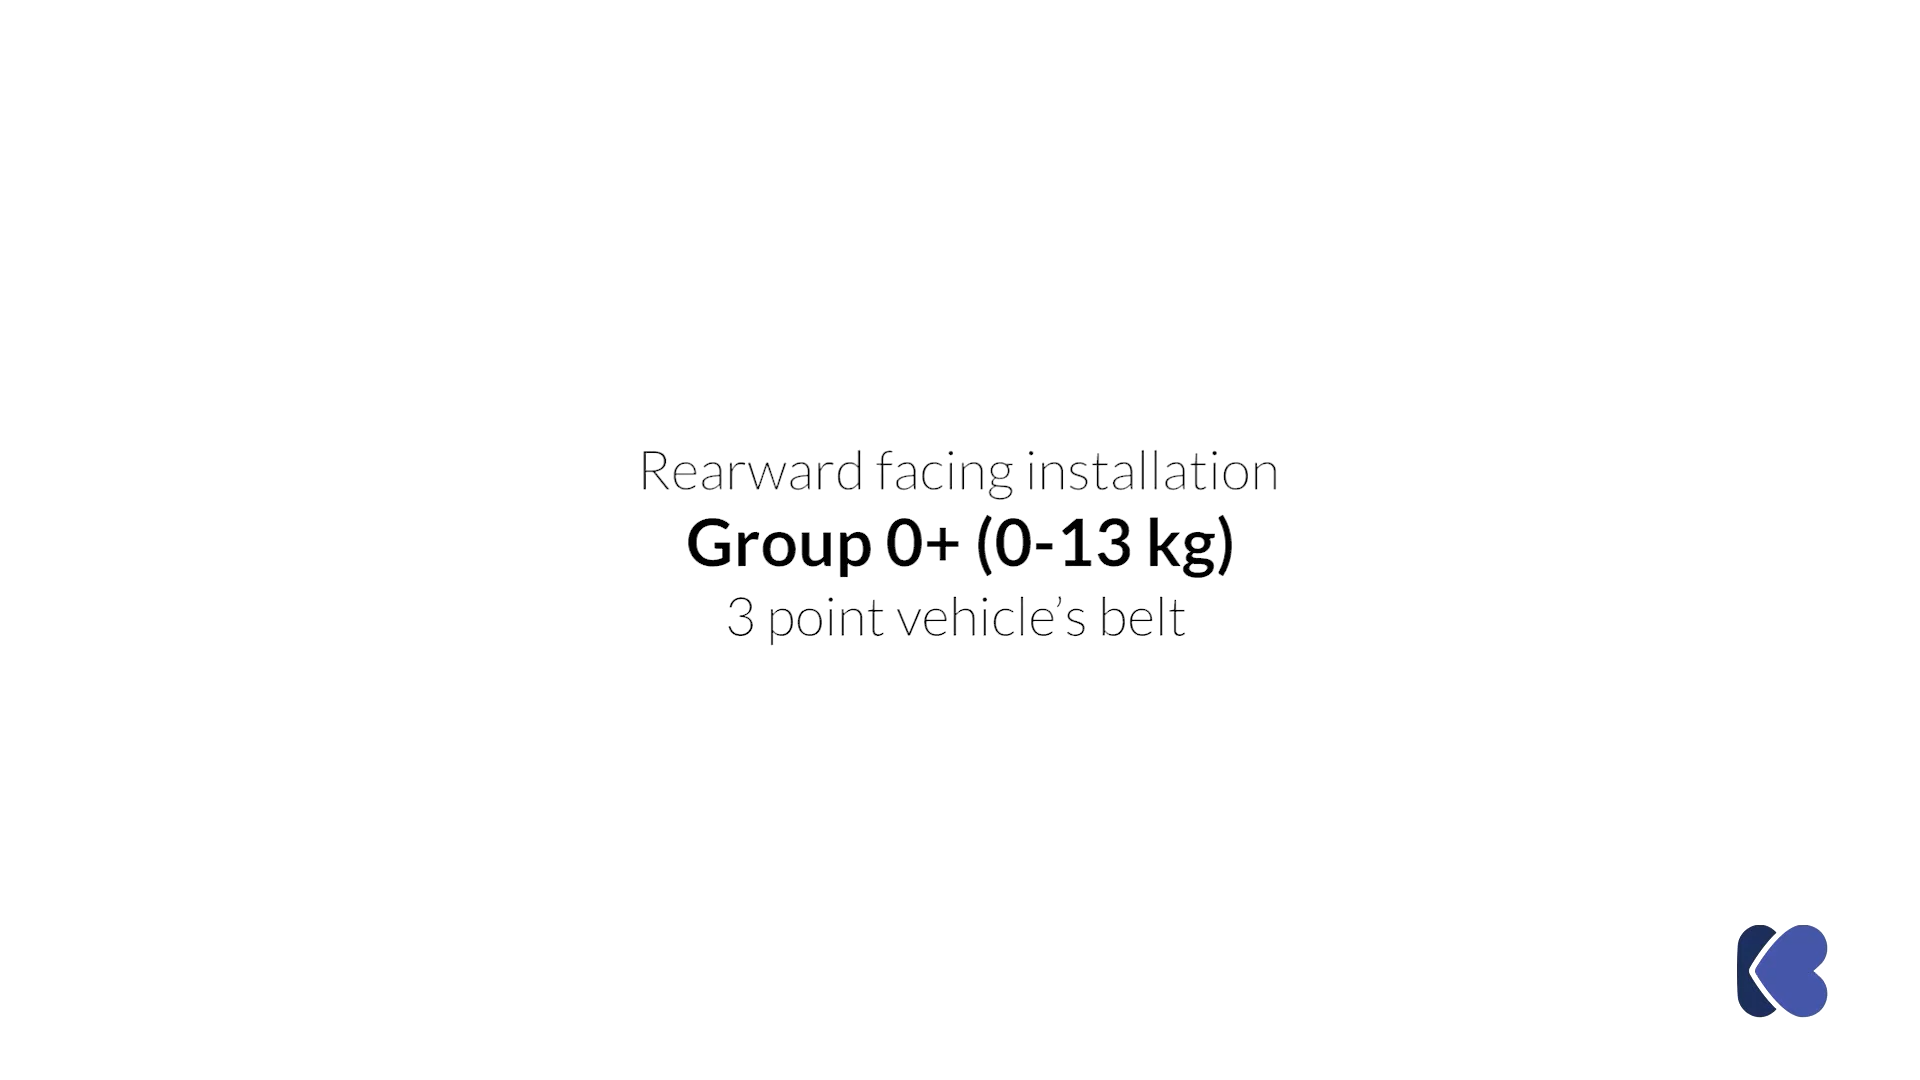 Rearward facing installation
Group 0+ (0-13 kg)
3 point vehicle’s belt